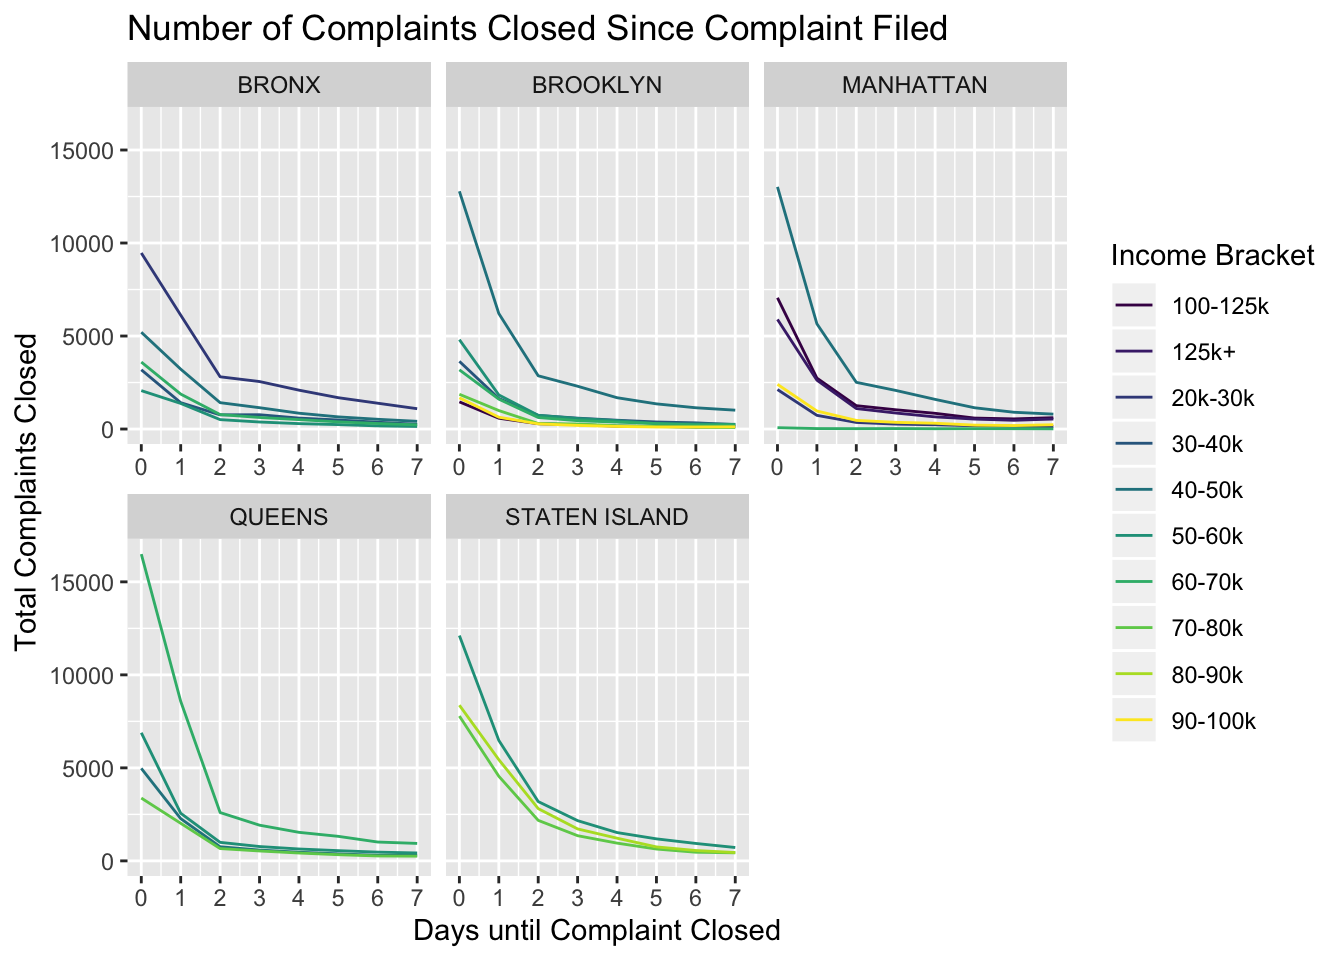 Number of Complaints Closed Since Complaint Filed
BRONX
BROOKLYN
MANHATTAN
15000
10000
5000
0
0 1 2 3 4 5 6 7
0 1 2 3 4 5 6 7
0 1 2 3 4 5 6 7
QUEENS
STATEN ISLAND
15000
10000
5000
0
0 1 2 3 4 5 6 7
0 1 2 3 4 5 6 7
Total Complaints Closed
Days until Complaint Closed
Income Bracket
100-125k
125k+
20k-30k
30-40k
40-50k
50-60k
60-70k
70-80k
80-90k
90-100k